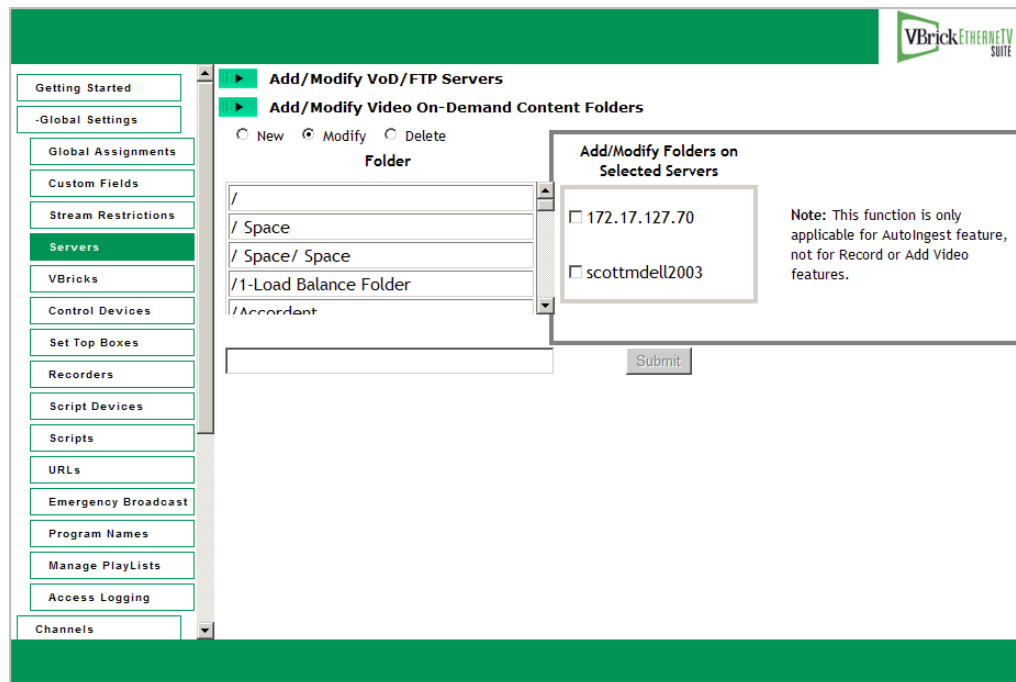 VBrick ETHERNETV
SUITE
Getting Started
-Global Settings
Global Assignments
Custom Fields
Stream Restrictions
Servers
VBricks
Control Devices
Set Top Boxes
Recorders
Script Devices
Scripts
URLs
Emergency Broadcast
Program Names
Manage PlayLists
Access Logging
Channels
Add/Modify VoD/FTP Servers
Add/Modify Video On-Demand Content Folders
New Modify Delete
Folder
/
/ Space
/ Space/ Space
/1-Load Balance Folder
/Accordent
Add/Modify Folders on
Selected Servers
172.17.127.70
scottmdell2003
Note: This function is only
applicable for AutoIngest feature,
not for Record or Add Video
features.
Submit